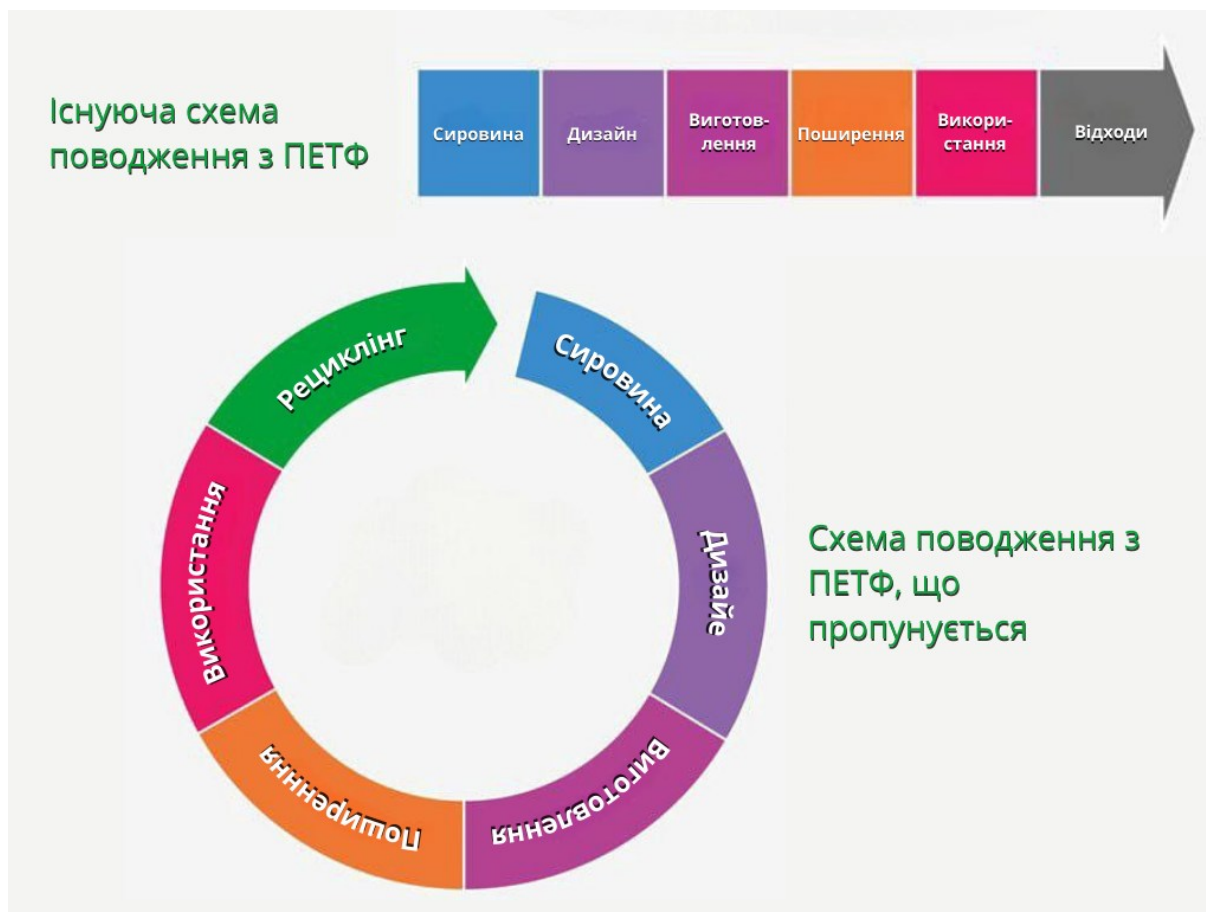 Існуюча схема
поводження з ПЕТФ
Сировина
Дизайн
Виготов-
лення
Поширення
Викори-
стання
Відходи
Рециклінг
Сировина
Дизайе
Виготовлення
Поширенння
Використання
Схема поводження з
ПЕТФ, що
пропунується